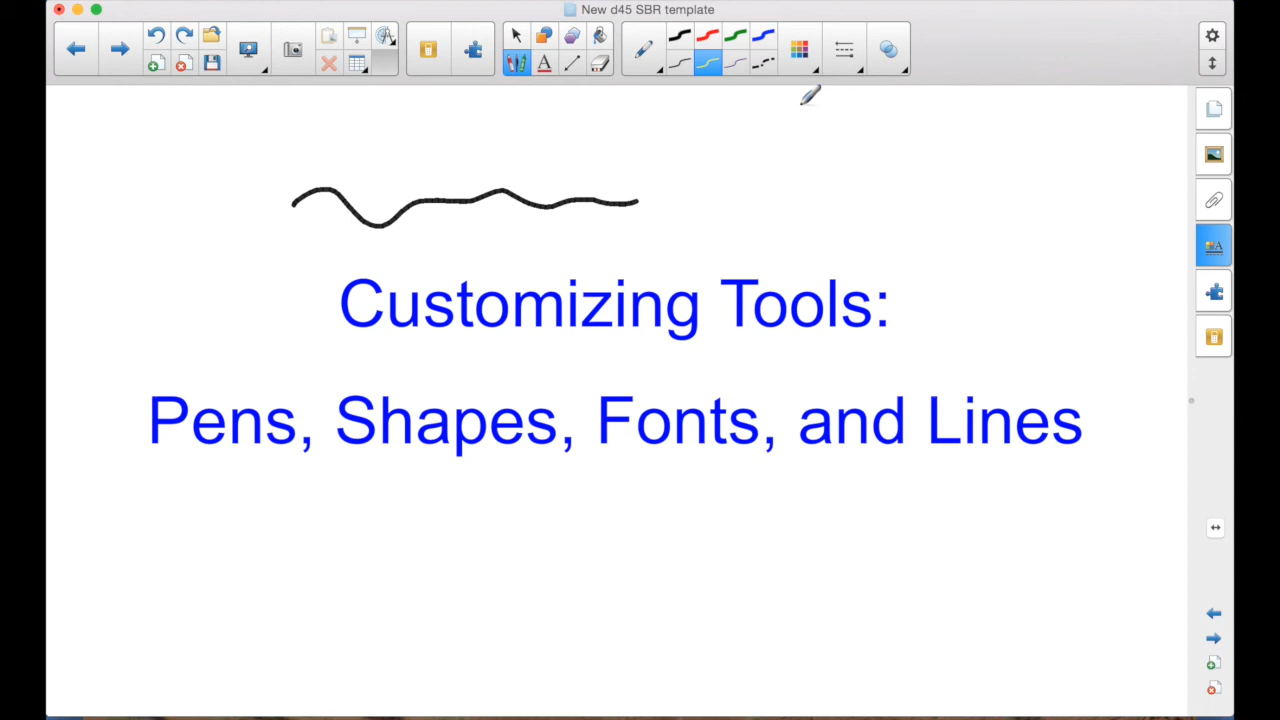 New d45 SBR template
Customizing Tools:
Pens, Shapes, Fonts, and Lines